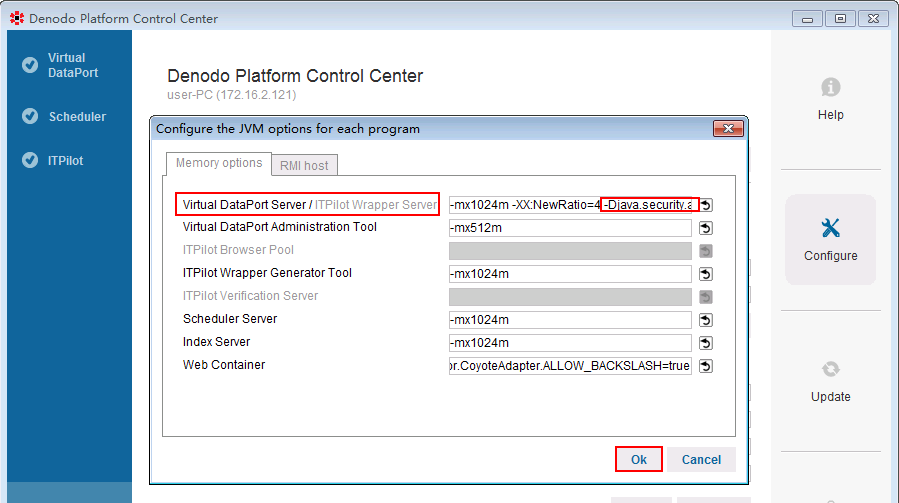 Denodo Platform Control Center
Virtual
DataPort
Scheduler
ITPilot
Denodo Platform Control Center
user-PC (172.16.2.121)
Configure the JVM options for each program
Memory options
RMI host
Virtual DataPort Server / ITPilot Wrapper Server
-mx1024m -XX:NewRatio=4 -Djava.security.a
Virtual DataPort Administration Tool
-mx512m
ITPilot Browser Pool
ITPilot Wrapper Generator Tool
-mx1024m
ITPilot Verification Server
Scheduler Server
-mx1024m
Index Server
-mx1024m
Web Container
or.CoyoteAdapter.ALLOW_BACKSLASH=true
Ok
Cancel
Help
Configure
Update